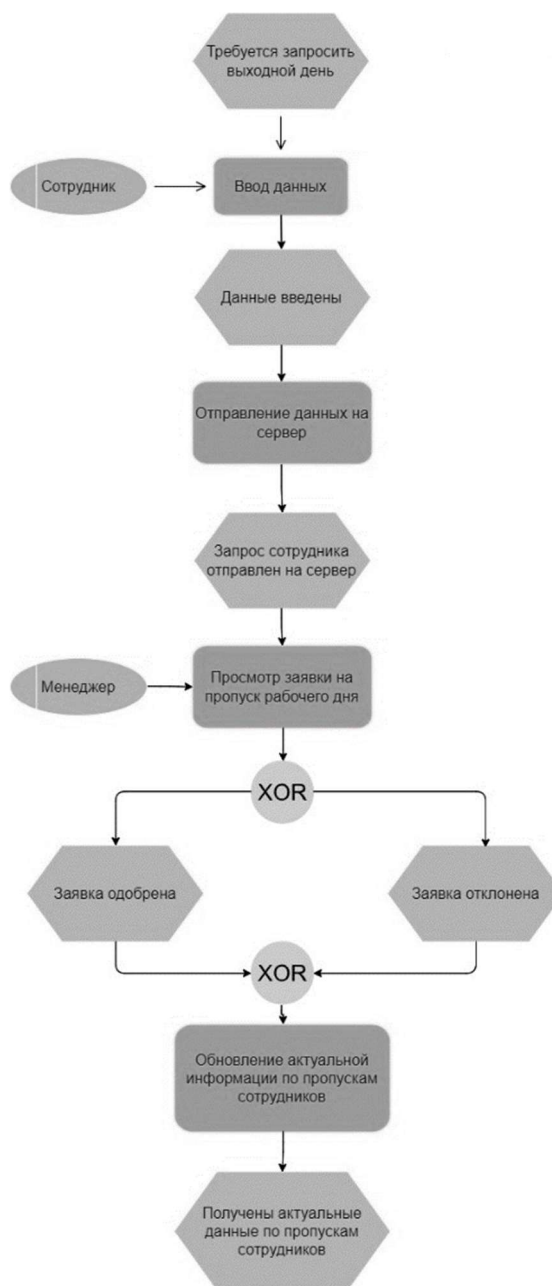 Требуется запросить
выходной день
Сотрудник
Ввод данных
Данные введены
Отправление данных на
сервер
Запрос сотрудника
отправлен на сервер
Менеджер
Просмотр заявки на
пропуск рабочего дня
XOR
Заявка одобрена
Заявка отклонена
XOR
Обновление актуальной
информации по пропускам
сотрудников
Получены актуальные
данные по пропускам
сотрудников